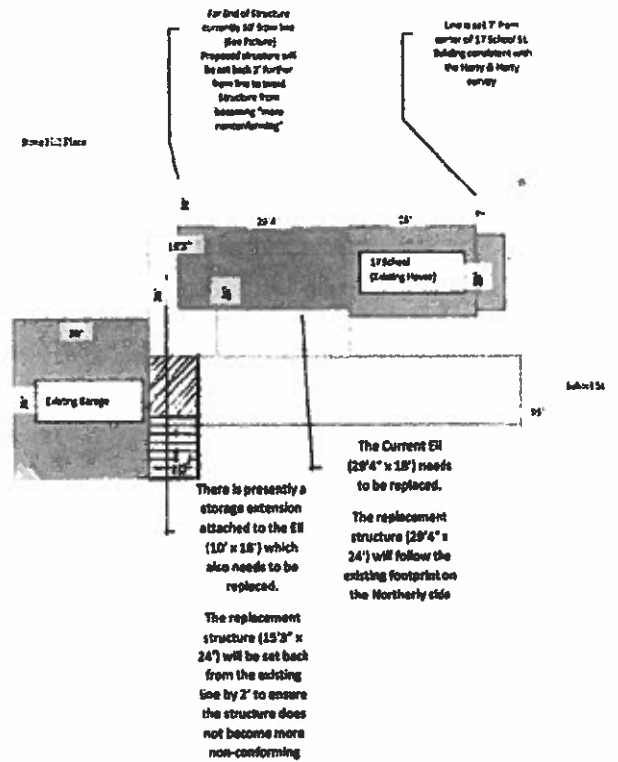 Far End of Structure
currently 10' from line
(See Picture)
Proposed structure will
be set back 2' further
from line to avoid
Structure from
becoming "more
nonconforming"
Line is set 7' from
corner of 17 School St.
Building consistent with
the Harty & Harty
survey
29'4
15'3"
17 School
(Existing House)
Existing Garage
School St
The Current Ell
(29'4" x 18') needs
to be replaced.
The replacement
structure (29'4" x
24') will follow the
existing footprint on
the Northerly side
There is presently a
storage extension
attached to the Ell
(10' x 18') which
also needs to be
replaced.
The replacement
structure (15'3" x
24') will be set back
from the existing
line by 2' to ensure
the structure does
not become more
non-conforming